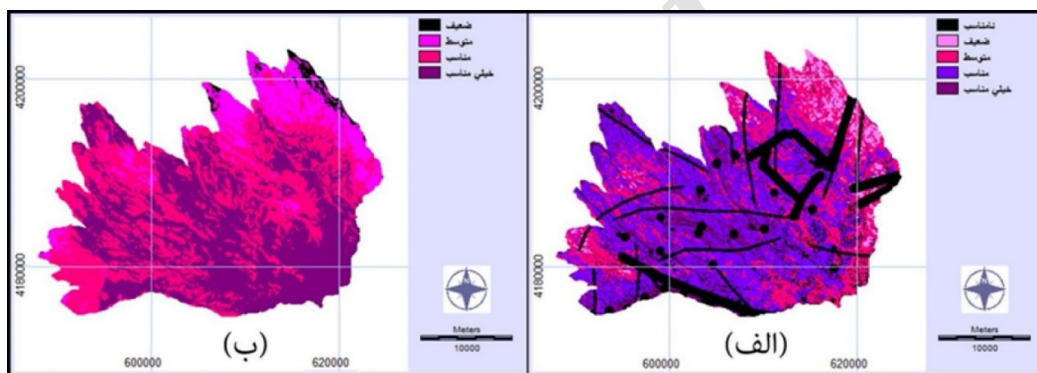 نامناسب
ضعیف
متوسط
مناسب
خیلی مناسب
4200000
4180000
Meters
10000
600000
620000
(الف)
ضعیف
متوسط
مناسب
خیلی مناسب
4200000
4180000
Meters
10000
600000
620000
(ب)